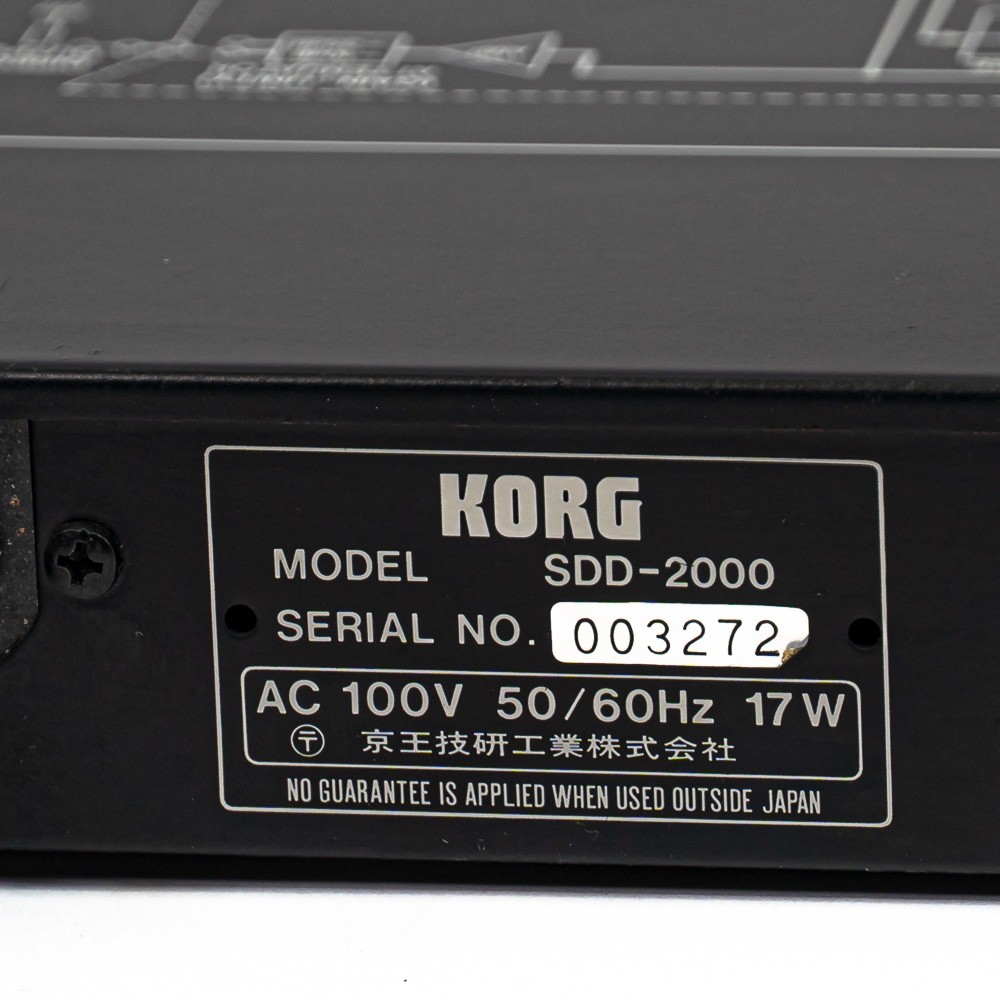 KORG
MODEL SDD-2000
SERIAL NO. 003272
AC 100V 50/60Hz 17W
〒 京王技研工業株式会社
NO GUARANTEE IS APPLIED WHEN USED OUTSIDE JAPAN